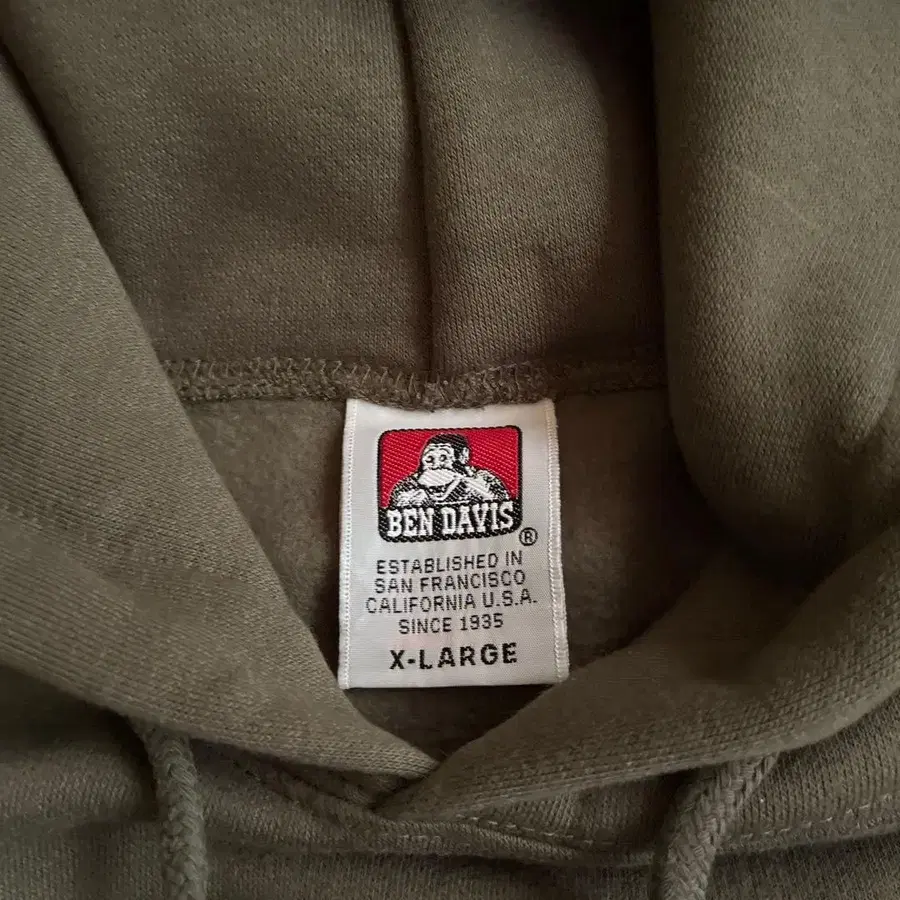 BEN DAVIS®
ESTABLISHED IN
SAN FRANCISCO
CALIFORNIA U.S.A.
SINCE 1935
X-LARGE